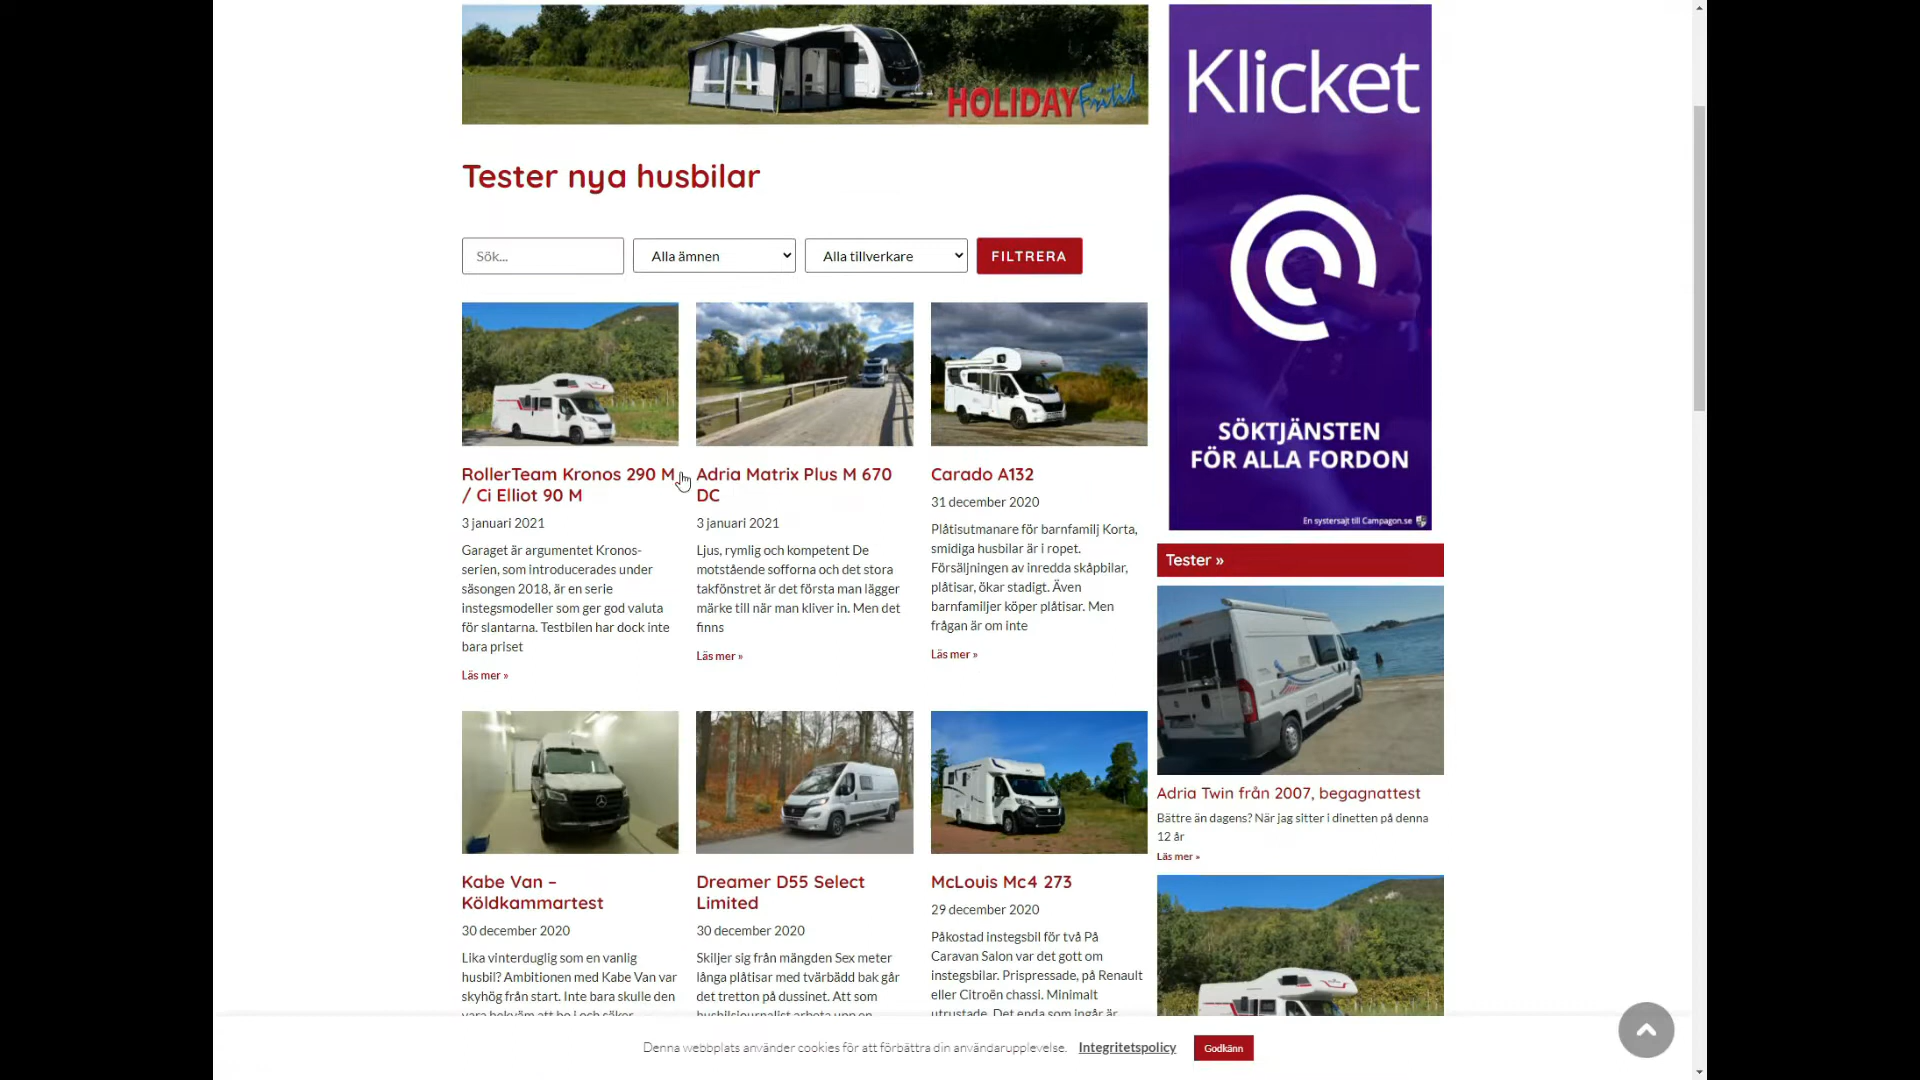 HOLIDAY Fritid
Klicket
SÖKTJÄNSTEN
FÖR ALLA FORDON
En systersajt till Campagon.se
Tester nya husbilar
Sök...
Alla ämnen
Alla tillverkare
FILTRERA
RollerTeam Kronos 290 M
/ Ci Elliot 90 M
3 januari 2021
Garaget är argumentet Kronos-
serien, som introducerades under
säsongen 2018, är en serie
instegsmodeller som ger god valuta
för slantarna. Testbilen har dock inte
bara priset
Läs mer »
Adria Matrix Plus M 670
DC
3 januari 2021
Ljus, rymlig och kompetent De
motstående sofforna och det stora
takfönstret är det första man lägger
märke till när man kliver in. Men det
finns
Läs mer »
Carado A132
31 december 2020
Plåtisutmanare för barnfamilj Korta,
smidiga husbilar är i ropet.
Försäljningen av inredda skåpbilar,
plåtisar, ökar stadigt. Även
barnfamiljer köper plåtisar. Men
frågan är om inte
Läs mer »
Kabe Van –
Köldkammartest
30 december 2020
Lika vinterduglig som en vanlig
husbil? Ambitionen med Kabe Van var
skyhög från start. Inte bara skulle den
vara bekväm att bo i och säker
Dreamer D55 Select
Limited
30 december 2020
Skiljer sig från mängden Sex meter
långa plåtisar med tvärbädd bak går
det tretton på dussinet. Att som
husbilsjournalist arbeta upp en
McLouis Mc4 273
29 december 2020
Påkostad instegsbil för två På
Caravan Salon var det gott om
instegsbilar. Prispressade, på Renault
eller Citroën chassi. Minimalt
utrustade. Det enda som ingår är
Tester »
Adria Twin från 2007, begagnattest
Bättre än dagens? När jag sitter i dinetten på denna
12 år
Läs mer »
Denna webbplats använder cookies för att förbättra din användarupplevelse.
Integritetspolicy
Godkänn